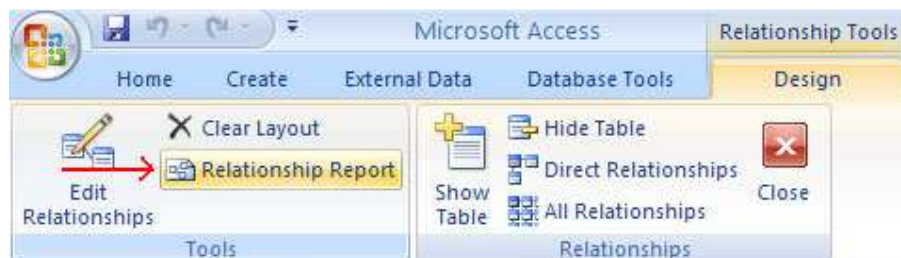 Microsoft Access
Relationship Tools
Home
Create
External Data
Database Tools
Design
Edit
Relationships
Clear Layout
Relationship Report
Tools
Show
Table
Hide Table
Direct Relationships
All Relationships
Close
Relationships